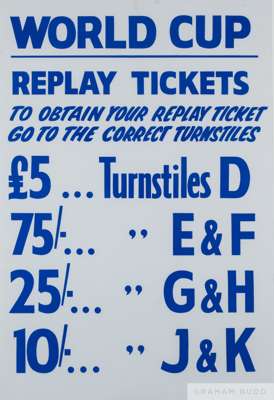 WORLD CUP
REPLAY TICKETS
TO OBTAIN YOUR REPLAY TICKET
GO TO THE CORRECT TURNSTILES
£5 ... Turnstiles D
75/-... ,, E & F
25/-... ,, G & H
10/-... ,, J & K
GRAHAM BUDD